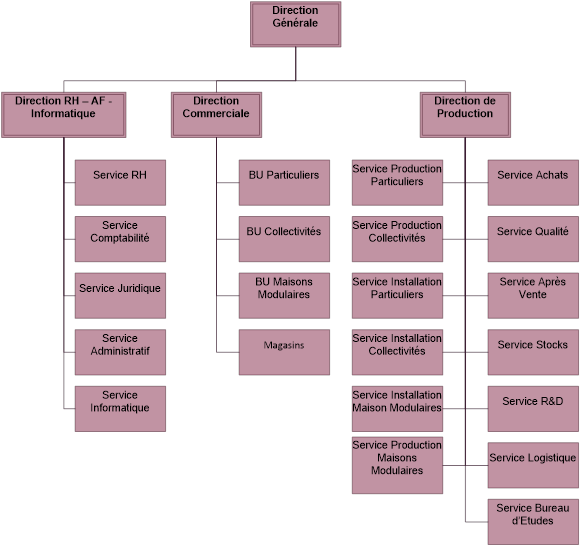 Direction
Générale
Direction RH – AF -
Informatique
Direction
Commerciale
Direction de
Production
Service RH
Service
Comptabilité
Service Juridique
Service
Administratif
Service
Informatique
BU Particuliers
BU Collectivités
BU Maisons
Modulaires
Magasins
Service Production
Particuliers
Service Production
Collectivités
Service Installation
Particuliers
Service Installation
Collectivités
Service Installation
Maison Modulaires
Service Production
Maisons
Modulaires
Service Achats
Service Qualité
Service Après
Vente
Service Stocks
Service R&D
Service Logistique
Service Bureau
d'Etudes